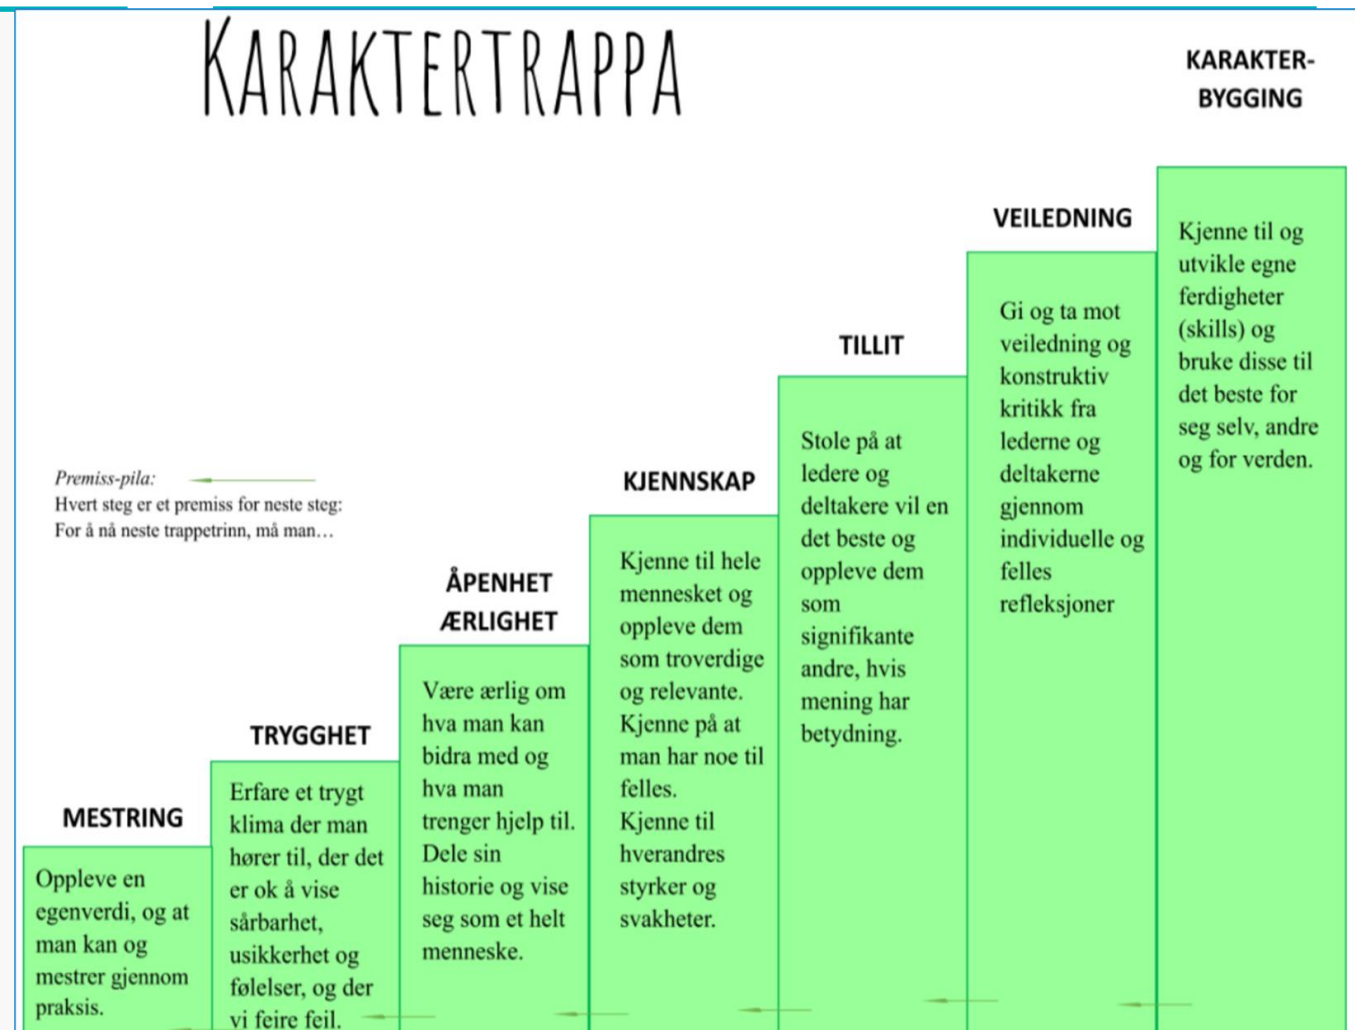 KARAKTERTRAPPA
KARAKTER-
BYGGING
Kjenne til og
utvikle egne
ferdigheter
(skills) og
bruke disse til
det beste for
seg selv, andre
og for verden.
VEILEDNING
Gi og ta mot
veiledning og
konstruktiv
kritikk fra
lederne og
deltakerne
gjennom
individuelle og
felles
refleksjoner
TILLIT
Stole på at
ledere og
deltakere vil en
det beste og
oppleve dem
som
signifikante
andre, hvis
mening har
betydning.
Premiss-pila:
Hvert steg er et premiss for neste steg:
For å nå neste trappetrinn, må man…
KJENNSKAP
Kjenne til hele
mennesket og
oppleve dem
som troverdige
og relevante.
Kjenne på at
man har noe til
felles.
Kjenne til
hverandres
styrker og
svakheter.
ÅPENHET
ÆRLIGHET
Være ærlig om
hva man kan
bidra med og
hva man
trenger hjelp til.
Dele sin
historie og vise
seg som et helt
menneske.
TRYGGHET
Erfare et trygt
klima der man
hører til, der det
er ok å vise
sårbarhet,
usikkerhet og
følelser, og der
vi feire feil.
MESTRING
Oppleve en
egenverdi, og at
man kan og
mestrer gjennom
praksis.